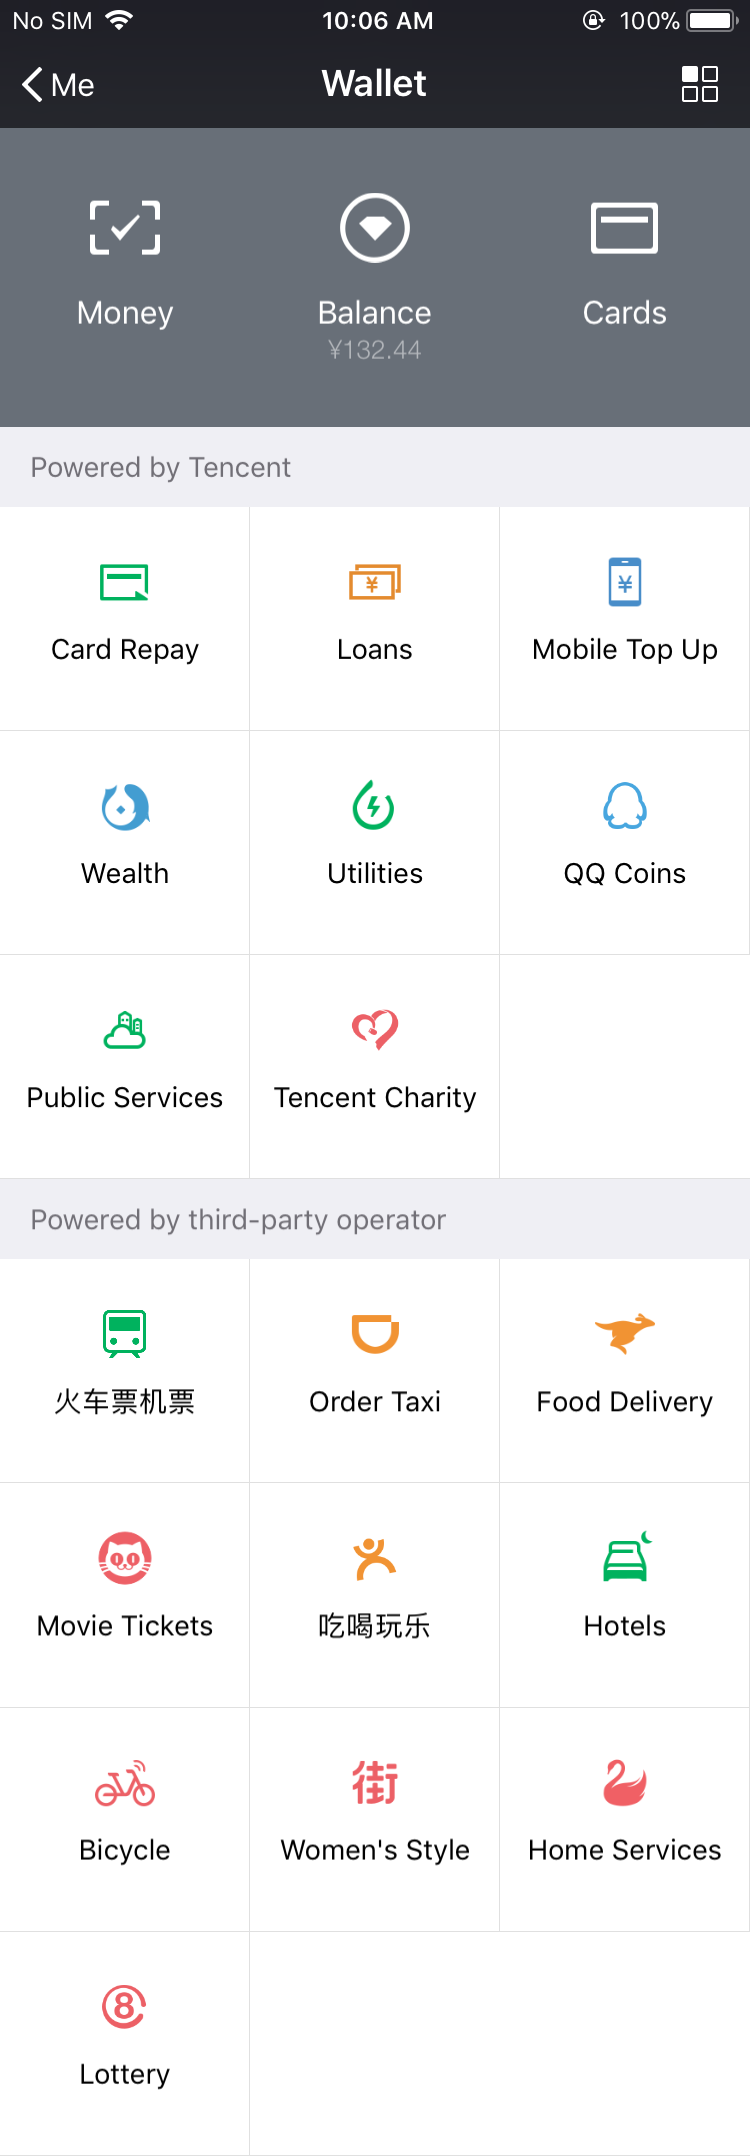 No SIM 10:06 AM 100%
Me Wallet
Money Balance Cards
¥132.44
Powered by Tencent
¥ ¥
Card Repay Loans Mobile Top Up
Wealth Utilities QQ Coins
Public Services Tencent Charity
Powered by third-party operator
火车票机票 Order Taxi Food Delivery
Movie Tickets 吃喝玩乐 Hotels
街
Bicycle Women's Style Home Services
8
Lottery